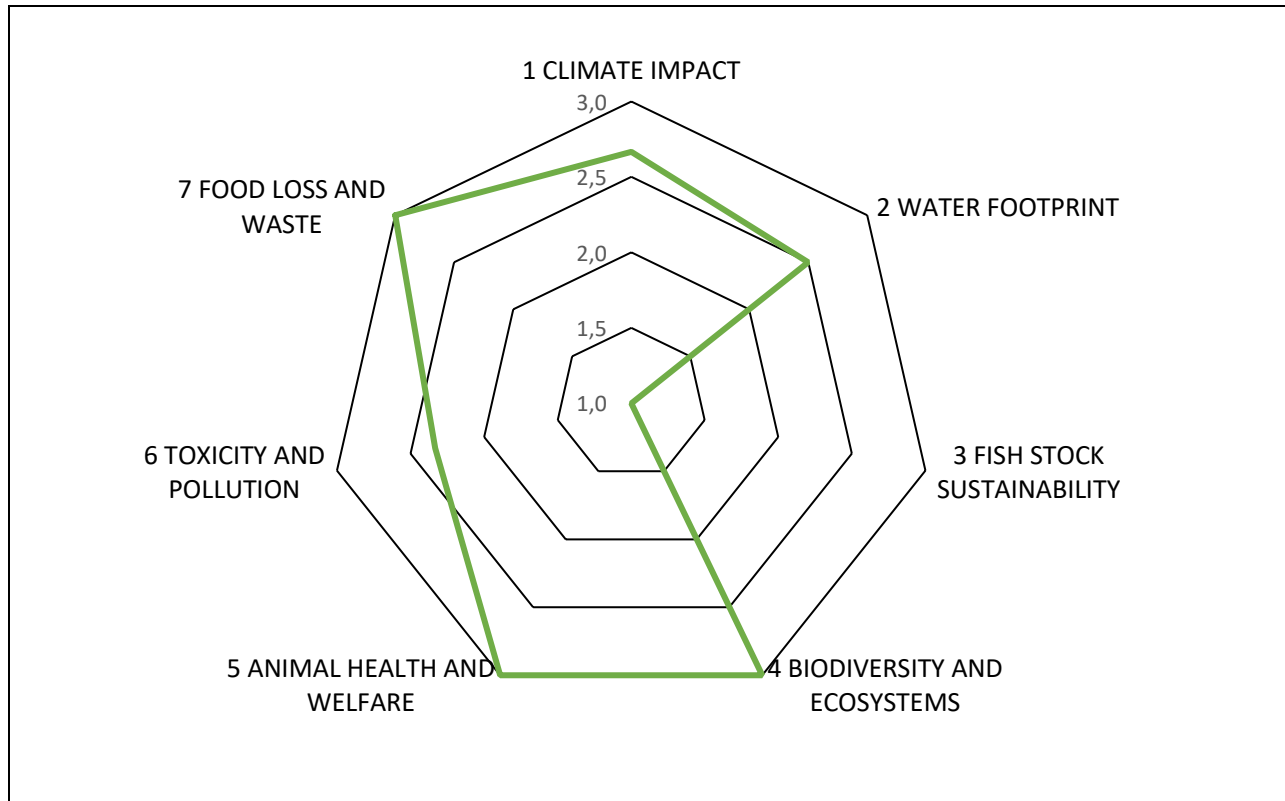 1 CLIMATE IMPACT
3,0
2,5
2,0
1,5
1,0
2 WATER FOOTPRINT
3 FISH STOCK
SUSTAINABILITY
4 BIODIVERSITY AND
ECOSYSTEMS
5 ANIMAL HEALTH AND
WELFARE
6 TOXICITY AND
POLLUTION
7 FOOD LOSS AND
WASTE